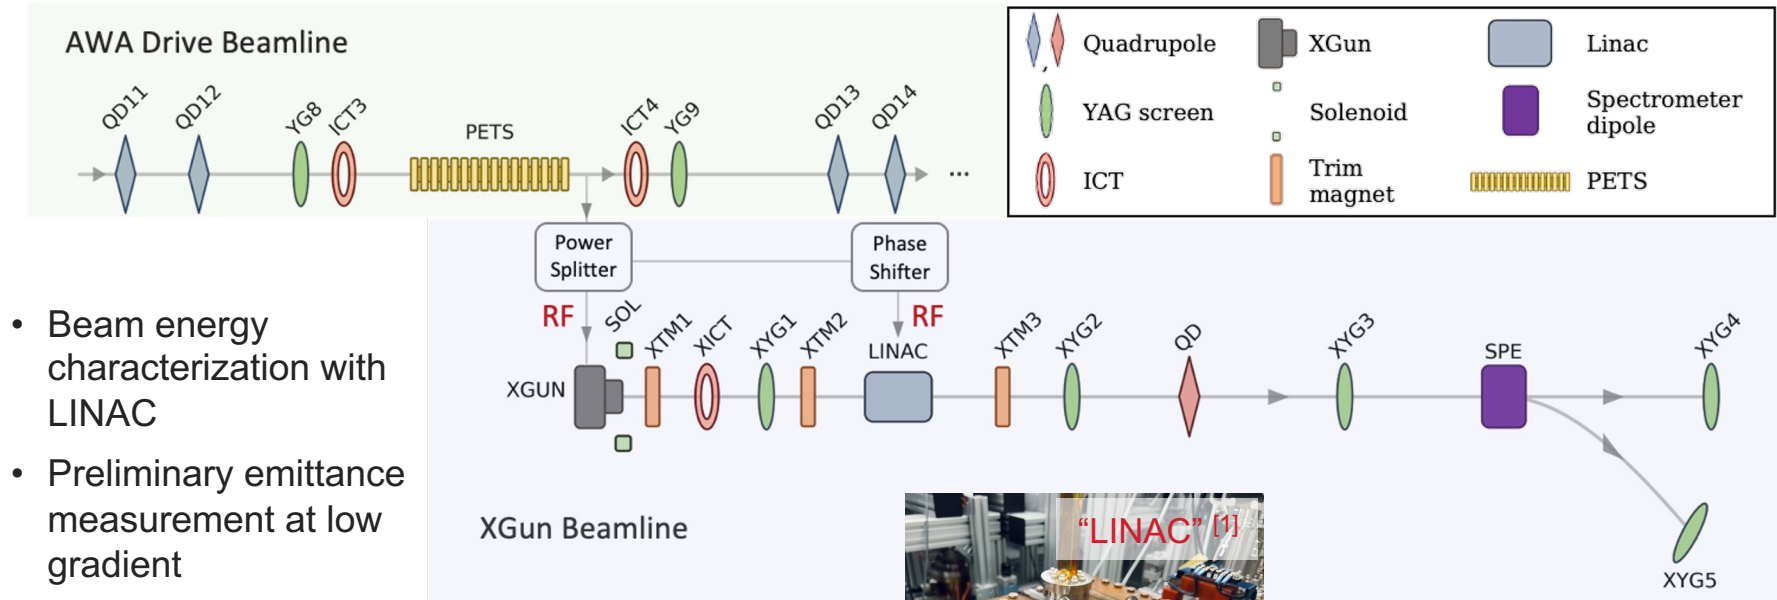 AWA Drive Beamline
QD11
QD12
YG8
ICT3
PETS
ICT4
YG9
QD13
QD14
...
Quadrupole
,
YAG screen
ICT
XGun
Solenoid
Trim
magnet
Linac
Spectrometer
dipole
PETS
Power
Splitter
Phase
Shifter
RF
RF
• Beam energy
characterization with
LINAC
• Preliminary emittance
measurement at low
gradient
XGUN
SOL
XTM1
XICT
XYG1
XTM2
LINAC
XTM3
XYG2
QD
XYG3
SPE
XYG4
XYG5
XGun Beamline
“LINAC” [1]